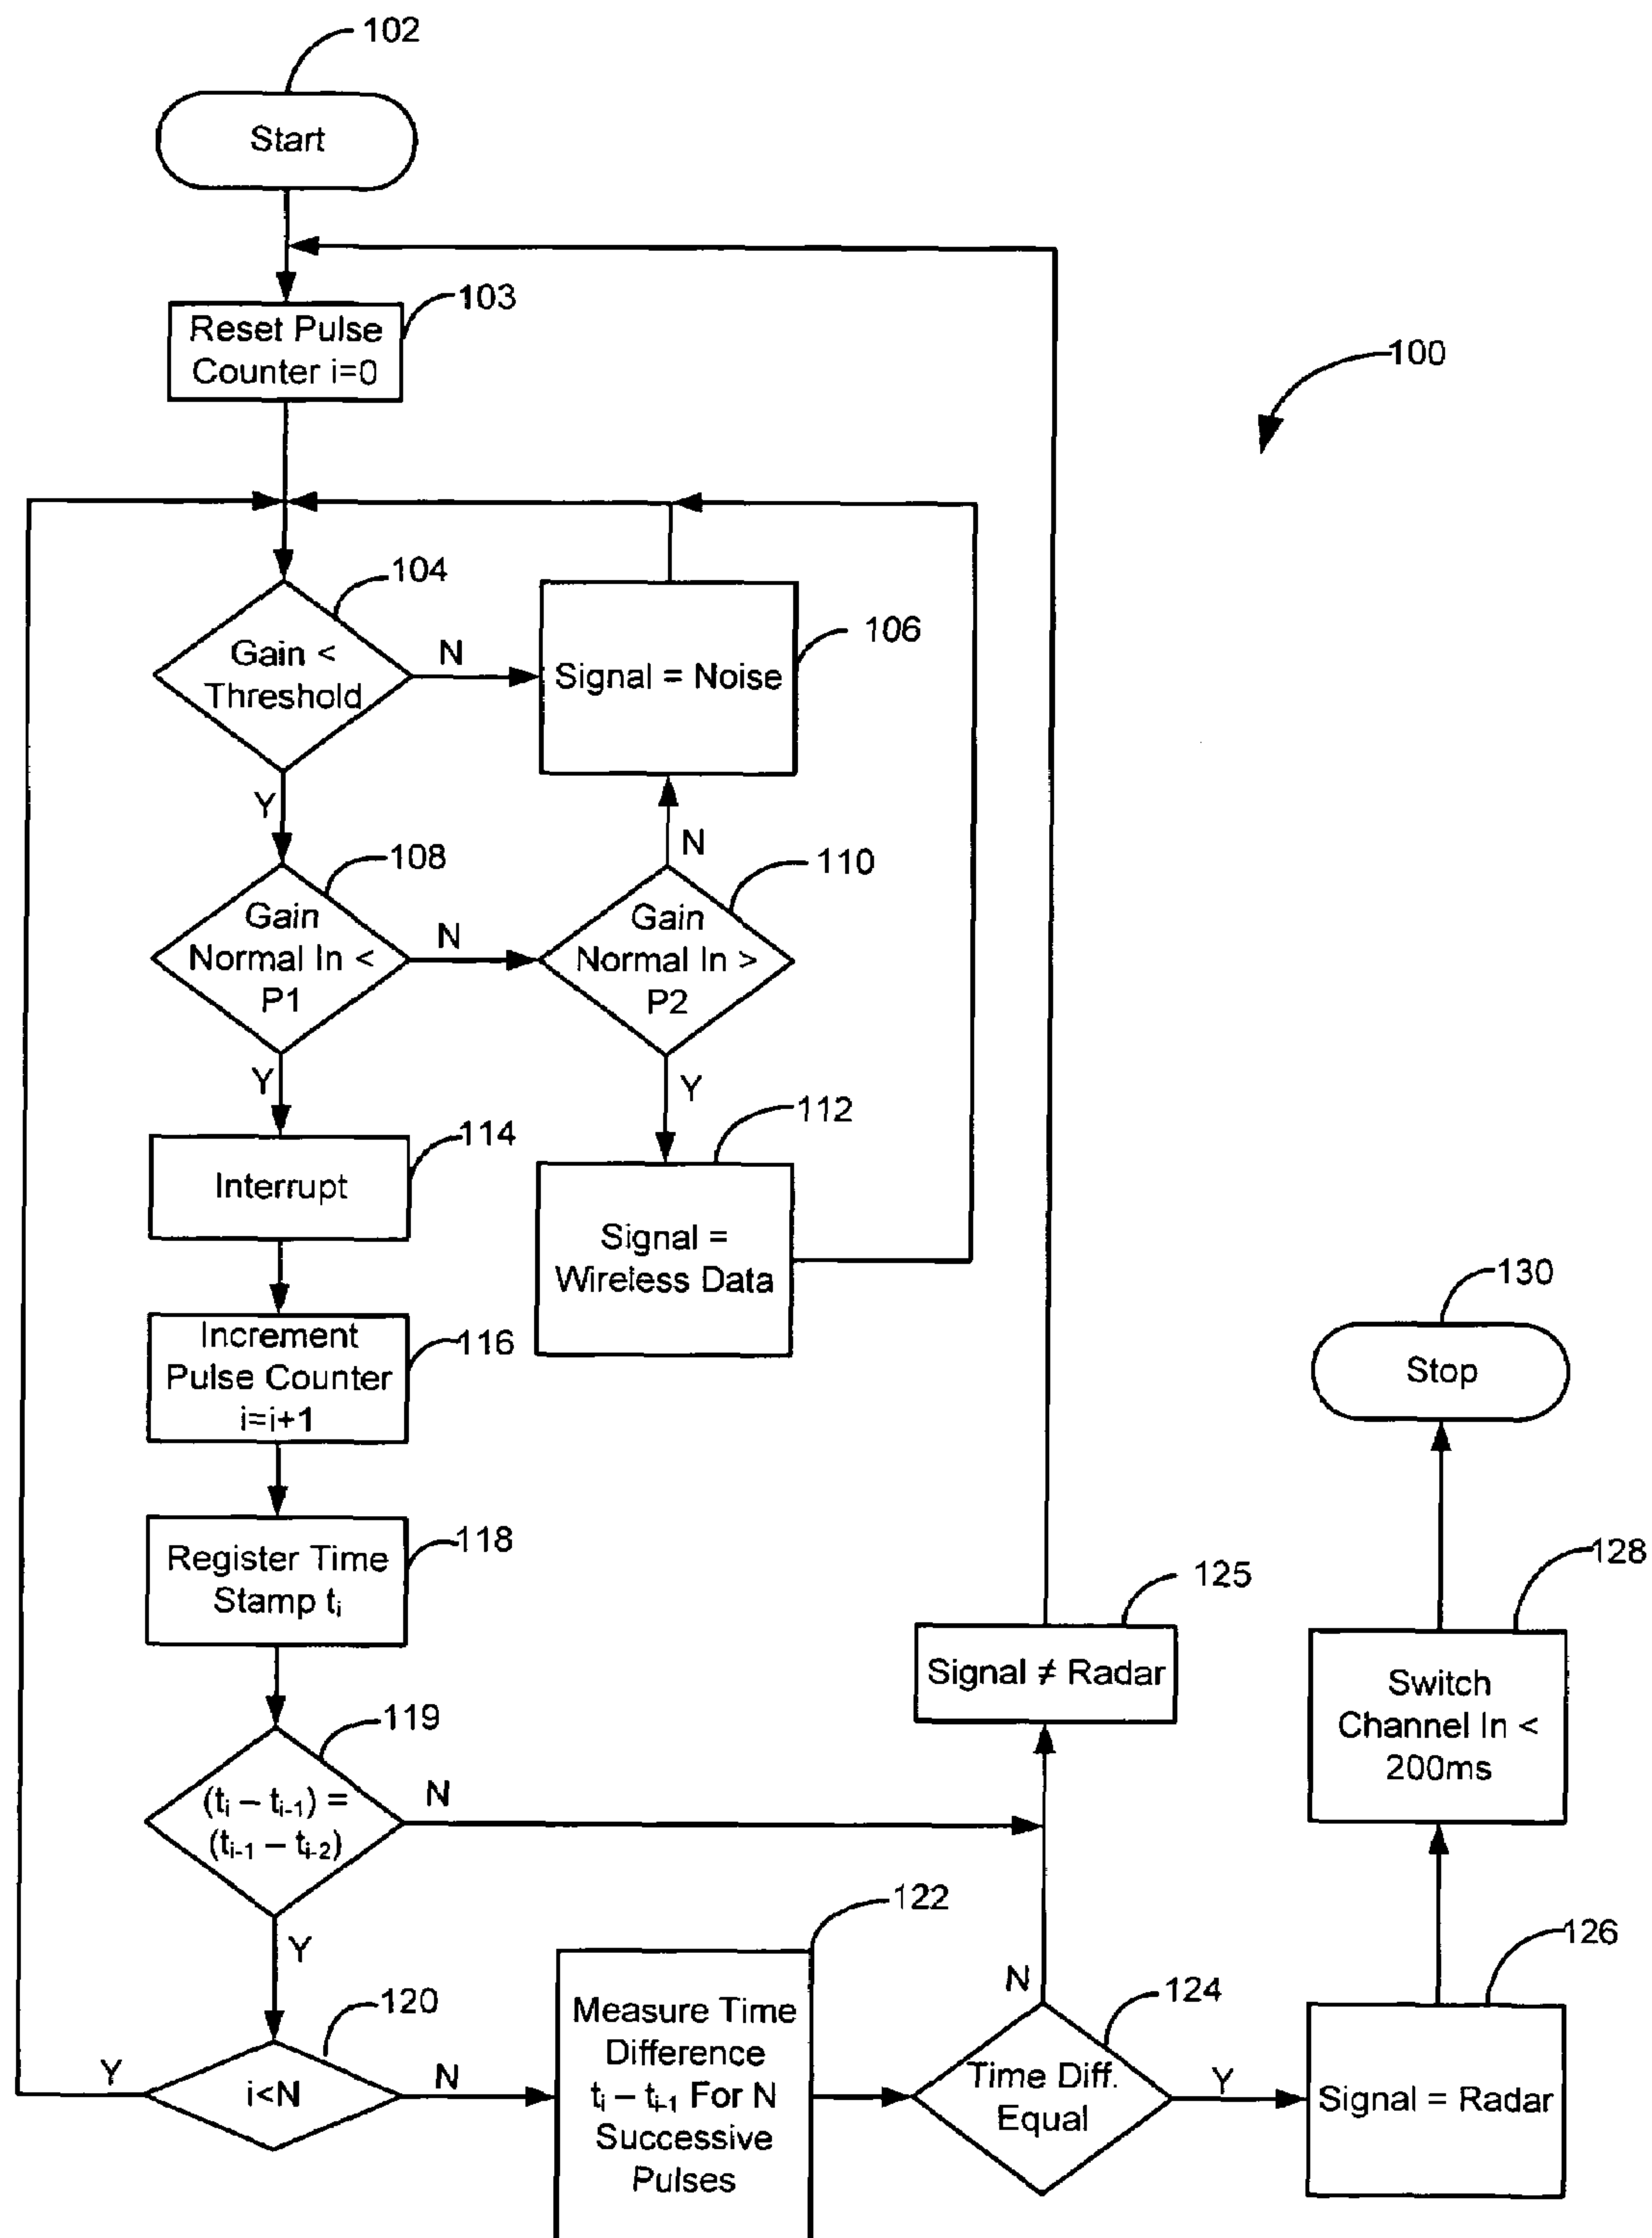 102
Start
103
Reset Pulse
Counter i=0
100
104
Gain <
Threshold
N
Y
106
Signal = Noise
108
Gain
Normal In <
P1
N
Y
N
110
Gain
Normal In >
P2
Y
112
Signal =
Wireless Data
114
Interrupt
116
Increment
Pulse Counter
i=i+1
118
Register Time
Stamp tᵢ
119
(tᵢ – tᵢ₋₁) =
(tᵢ₋₁ – tᵢ₋₂)
N
Y
120
i<N
Y
N
122
Measure Time
Difference
tᵢ – tᵢ₋₁ For N
Successive
Pulses
124
Time Diff.
Equal
N
Y
125
Signal ≠ Radar
126
Signal = Radar
128
Switch
Channel In <
200ms
130
Stop